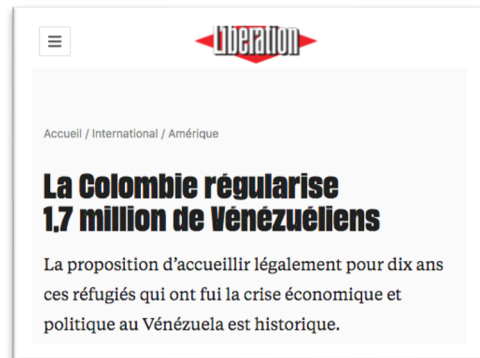 Libération
Accueil / International / Amérique
La Colombie régularise
1,7 million de Vénézuéliens
La proposition d’accueillir légalement pour dix ans
ces réfugiés qui ont fui la crise économique et
politique au Vénézuela est historique.